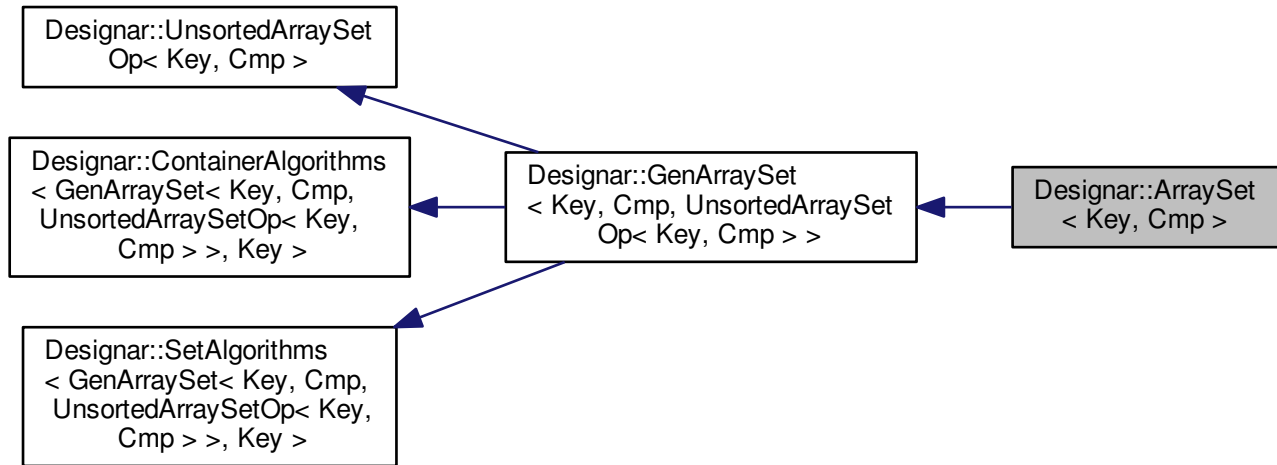 Designar::UnsortedArraySet
Op< Key, Cmp >
Designar::ContainerAlgorithms
< GenArraySet< Key, Cmp,
UnsortedArraySetOp< Key,
Cmp > >, Key >
Designar::SetAlgorithms
< GenArraySet< Key, Cmp,
UnsortedArraySetOp< Key,
Cmp > >, Key >
Designar::GenArraySet
< Key, Cmp, UnsortedArraySet
Op< Key, Cmp > >
Designar::ArraySet
< Key, Cmp >